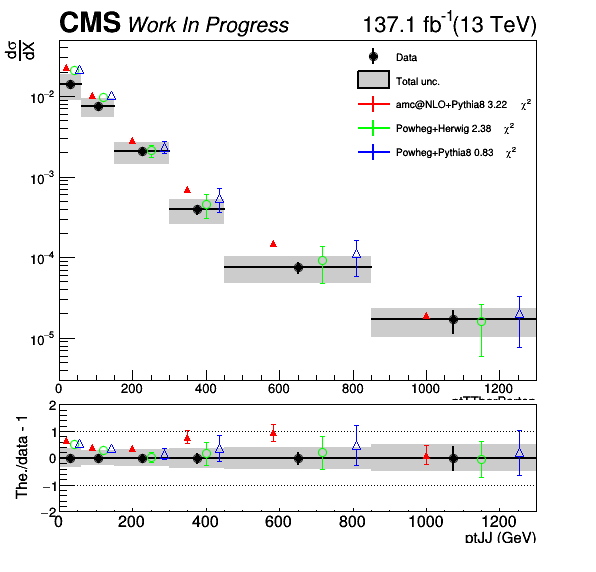 CMS Work In Progress 137.1 fb⁻¹(13 TeV)
dσ
dX
Data
Total unc.
amc@NLO+Pythia8 3.22 χ²
Powheg+Herwig 2.38 χ²
Powheg+Pythia8 0.83 χ²
10⁻²
10⁻³
10⁻⁴
10⁻⁵
0 200 400 600 800 1000 1200
The./data - 1
2
1
0
−1
−2
0 200 400 600 800 1000 1200
ptJJ (GeV)